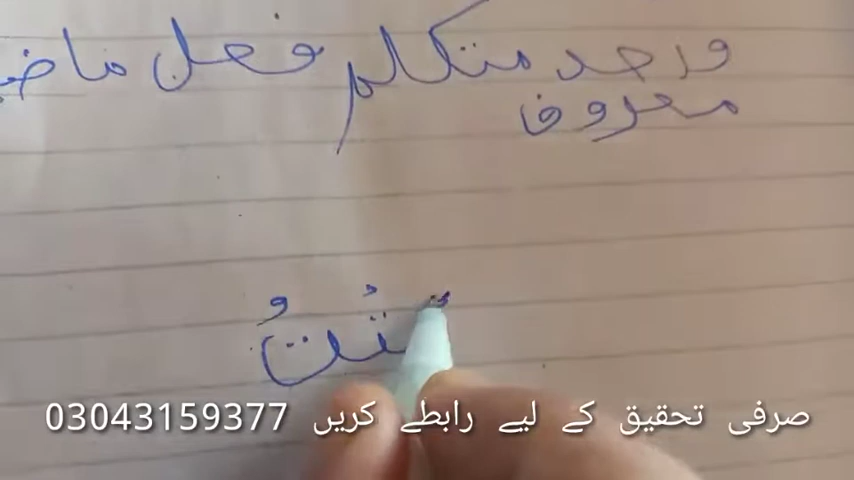 واحد متکلم فعل ماضی
معروف
صرفی تحقیق کے لیے رابطے کریں 03043159377